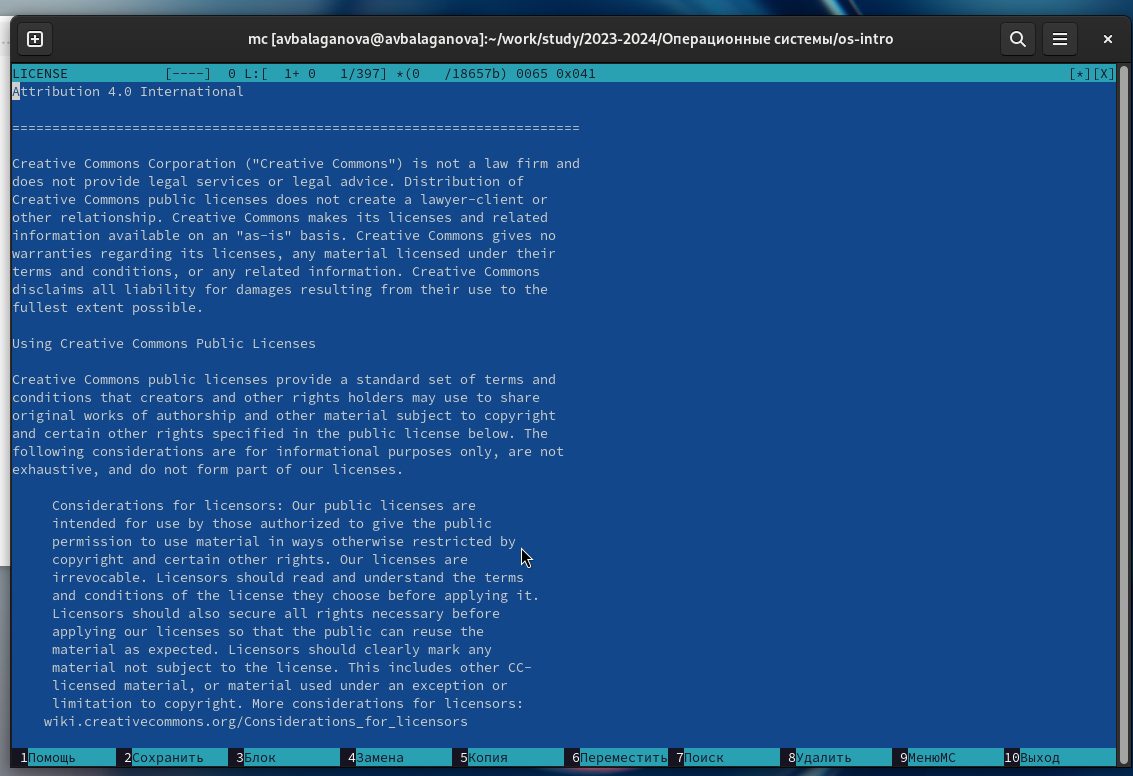 mc [avbalaganova@avbalaganova]:~/work/study/2023-2024/Операционные системы/os-intro
LICENSE            [----]  0 L:[  1+ 0   1/397] *(0   /18657b) 0065 0x041                                                           [*][X]
Attribution 4.0 International
=======================================================================
Creative Commons Corporation ("Creative Commons") is not a law firm and
does not provide legal services or legal advice. Distribution of
Creative Commons public licenses does not create a lawyer-client or
other relationship. Creative Commons makes its licenses and related
information available on an "as-is" basis. Creative Commons gives no
warranties regarding its licenses, any material licensed under their
terms and conditions, or any related information. Creative Commons
disclaims all liability for damages resulting from their use to the
fullest extent possible.
Using Creative Commons Public Licenses
Creative Commons public licenses provide a standard set of terms and
conditions that creators and other rights holders may use to share
original works of authorship and other material subject to copyright
and certain other rights specified in the public license below. The
following considerations are for informational purposes only, are not
exhaustive, and do not form part of our licenses.
Considerations for licensors: Our public licenses are
intended for use by those authorized to give the public
permission to use material in ways otherwise restricted by
copyright and certain other rights. Our licenses are
irrevocable. Licensors should read and understand the terms
and conditions of the license they choose before applying it.
Licensors should also secure all rights necessary before
applying our licenses so that the public can reuse the
material as expected. Licensors should clearly mark any
material not subject to the license. This includes other CC-
licensed material, or material used under an exception or
limitation to copyright. More considerations for licensors:
wiki.creativecommons.org/Considerations_for_licensors
1Помощь 2Сохранить 3Блок 4Замена 5Копия 6Переместить 7Поиск 8Удалить 9МенюMC 10Выход